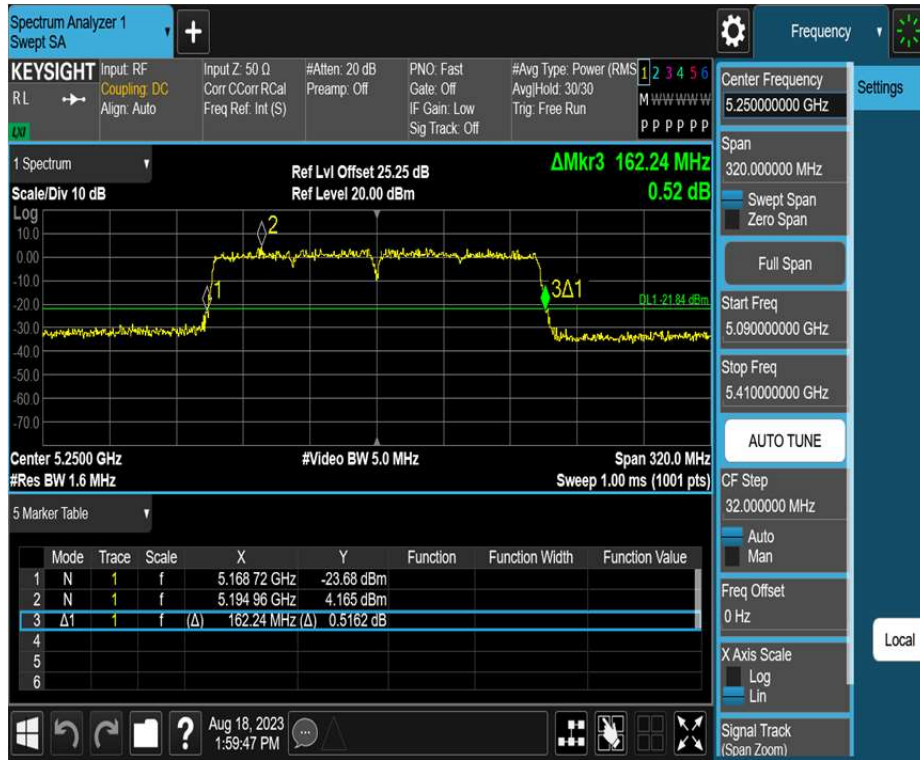 Spectrum Analyzer 1
Swept SA
+
Frequency
KEYSIGHT
RL
LXI
Input: RF
Coupling: DC
Align: Auto
Input Z: 50 Ω
Corr CCorr RCal
Freq Ref: Int (S)
#Atten: 20 dB
Preamp: Off
PNO: Fast
Gate: Off
IF Gain: Low
Sig Track: Off
#Avg Type: Power (RMS
Avg|Hold: 30/30
Trig: Free Run
1 2 3 4 5 6
M W W W W W
P P P P P P
1 Spectrum
Scale/Div 10 dB
Ref Lvl Offset 25.25 dB
Ref Level 20.00 dBm
ΔMkr3 162.24 MHz
0.52 dB
Log
10.0
0.00
-10.0
-20.0
-30.0
-40.0
-50.0
-60.0
-70.0
2
1
3Δ1
DL1 -21.84 dBm
Center 5.2500 GHz
#Video BW 5.0 MHz
Span 320.0 MHz
#Res BW 1.6 MHz
Sweep 1.00 ms (1001 pts)
5 Marker Table
Mode Trace Scale X Y Function Function Width Function Value
1 N 1 f 5.168 72 GHz -23.68 dBm
2 N 1 f 5.194 96 GHz 4.165 dBm
3 Δ1 1 f (Δ) 162.24 MHz (Δ) 0.5162 dB
4
5
6
?
Aug 18, 2023
1:59:47 PM
Center Frequency
5.25000000 GHz
Settings
Span
320.000000 MHz
Swept Span
Zero Span
Full Span
Start Freq
5.090000000 GHz
Stop Freq
5.410000000 GHz
AUTO TUNE
CF Step
32.000000 MHz
Auto
Man
Freq Offset
0 Hz
Local
X Axis Scale
Log
Lin
Signal Track
(Span Zoom)